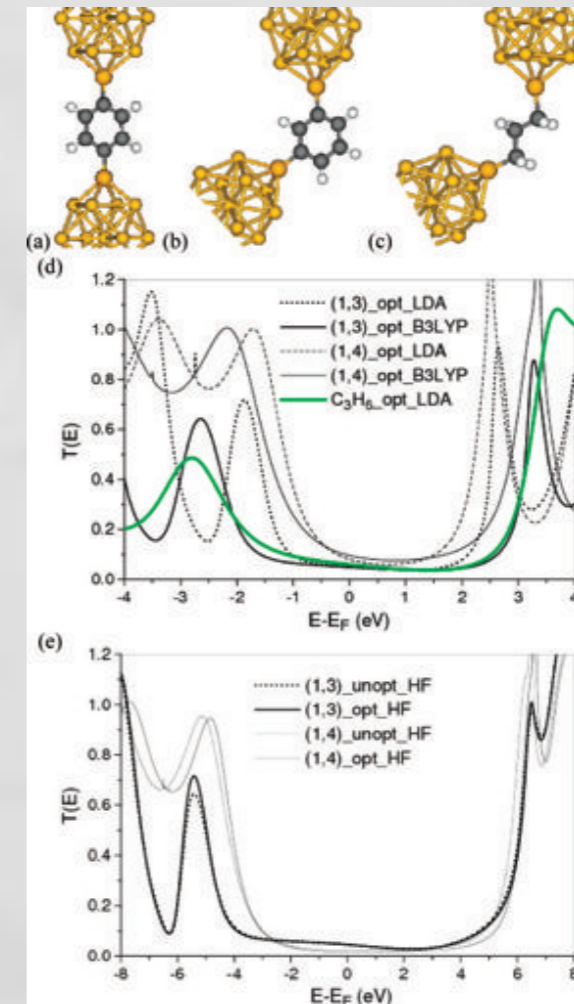 (a)
(b)
(c)
(d)
1.2
1.0
0.8
0.6
0.4
0.2
0.0
T(E)
(1,3)_opt_LDA
(1,3)_opt_B3LYP
(1,4)_opt_LDA
(1,4)_opt_B3LYP
C₃H₆_opt_LDA
-4 -3 -2 -1 0 1 2 3 4
E-E_F (eV)
(e)
1.2
1.0
0.8
0.6
0.4
0.2
0.0
T(E)
(1,3)_unopt_HF
(1,3)_opt_HF
(1,4)_unopt_HF
(1,4)_opt_HF
-8 -6 -4 -2 0 2 4 6 8
E-E_F (eV)